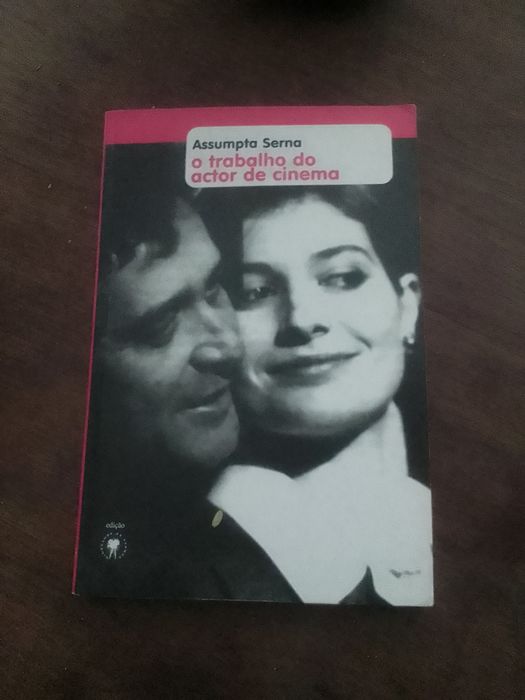 Assumpta Serna
o trabalho do
actor de cinema
edição